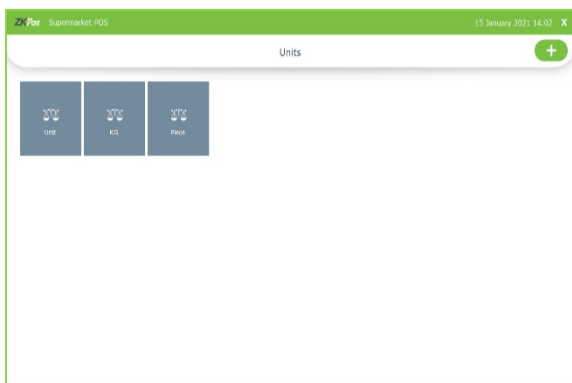 ZKPos Supermarket POS 15 January 2021 14:02 X
Units +
Unit KG Piece